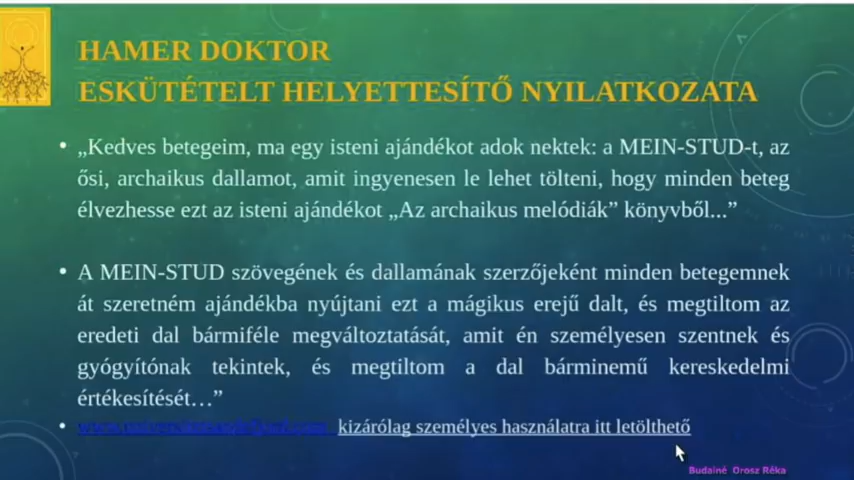 HAMER DOKTOR
ESKÜTÉTELT HELYETTESÍTŐ NYILATKOZATA
• „Kedves betegeim, ma egy isteni ajándékot adok nektek: a MEIN-STUD-t, az
ősi, archaikus dallamot, amit ingyenesen le lehet tölteni, hogy minden beteg
élvezhesse ezt az isteni ajándékot „Az archaikus melódiák” könyvből...”
• A MEIN-STUD szövegének és dallamának szerzőjeként minden betegemnek
át szeretném ajándékba nyújtani ezt a mágikus erejű dalt, és megtiltom az
eredeti dal bármiféle megváltoztatását, amit én személyesen szentnek és
gyógyítónak tekintek, és megtiltom a dal bárminemű kereskedelmi
értékesítését…”
• kizárólag személyes használatra itt letölthető
Budainé Orosz Réka